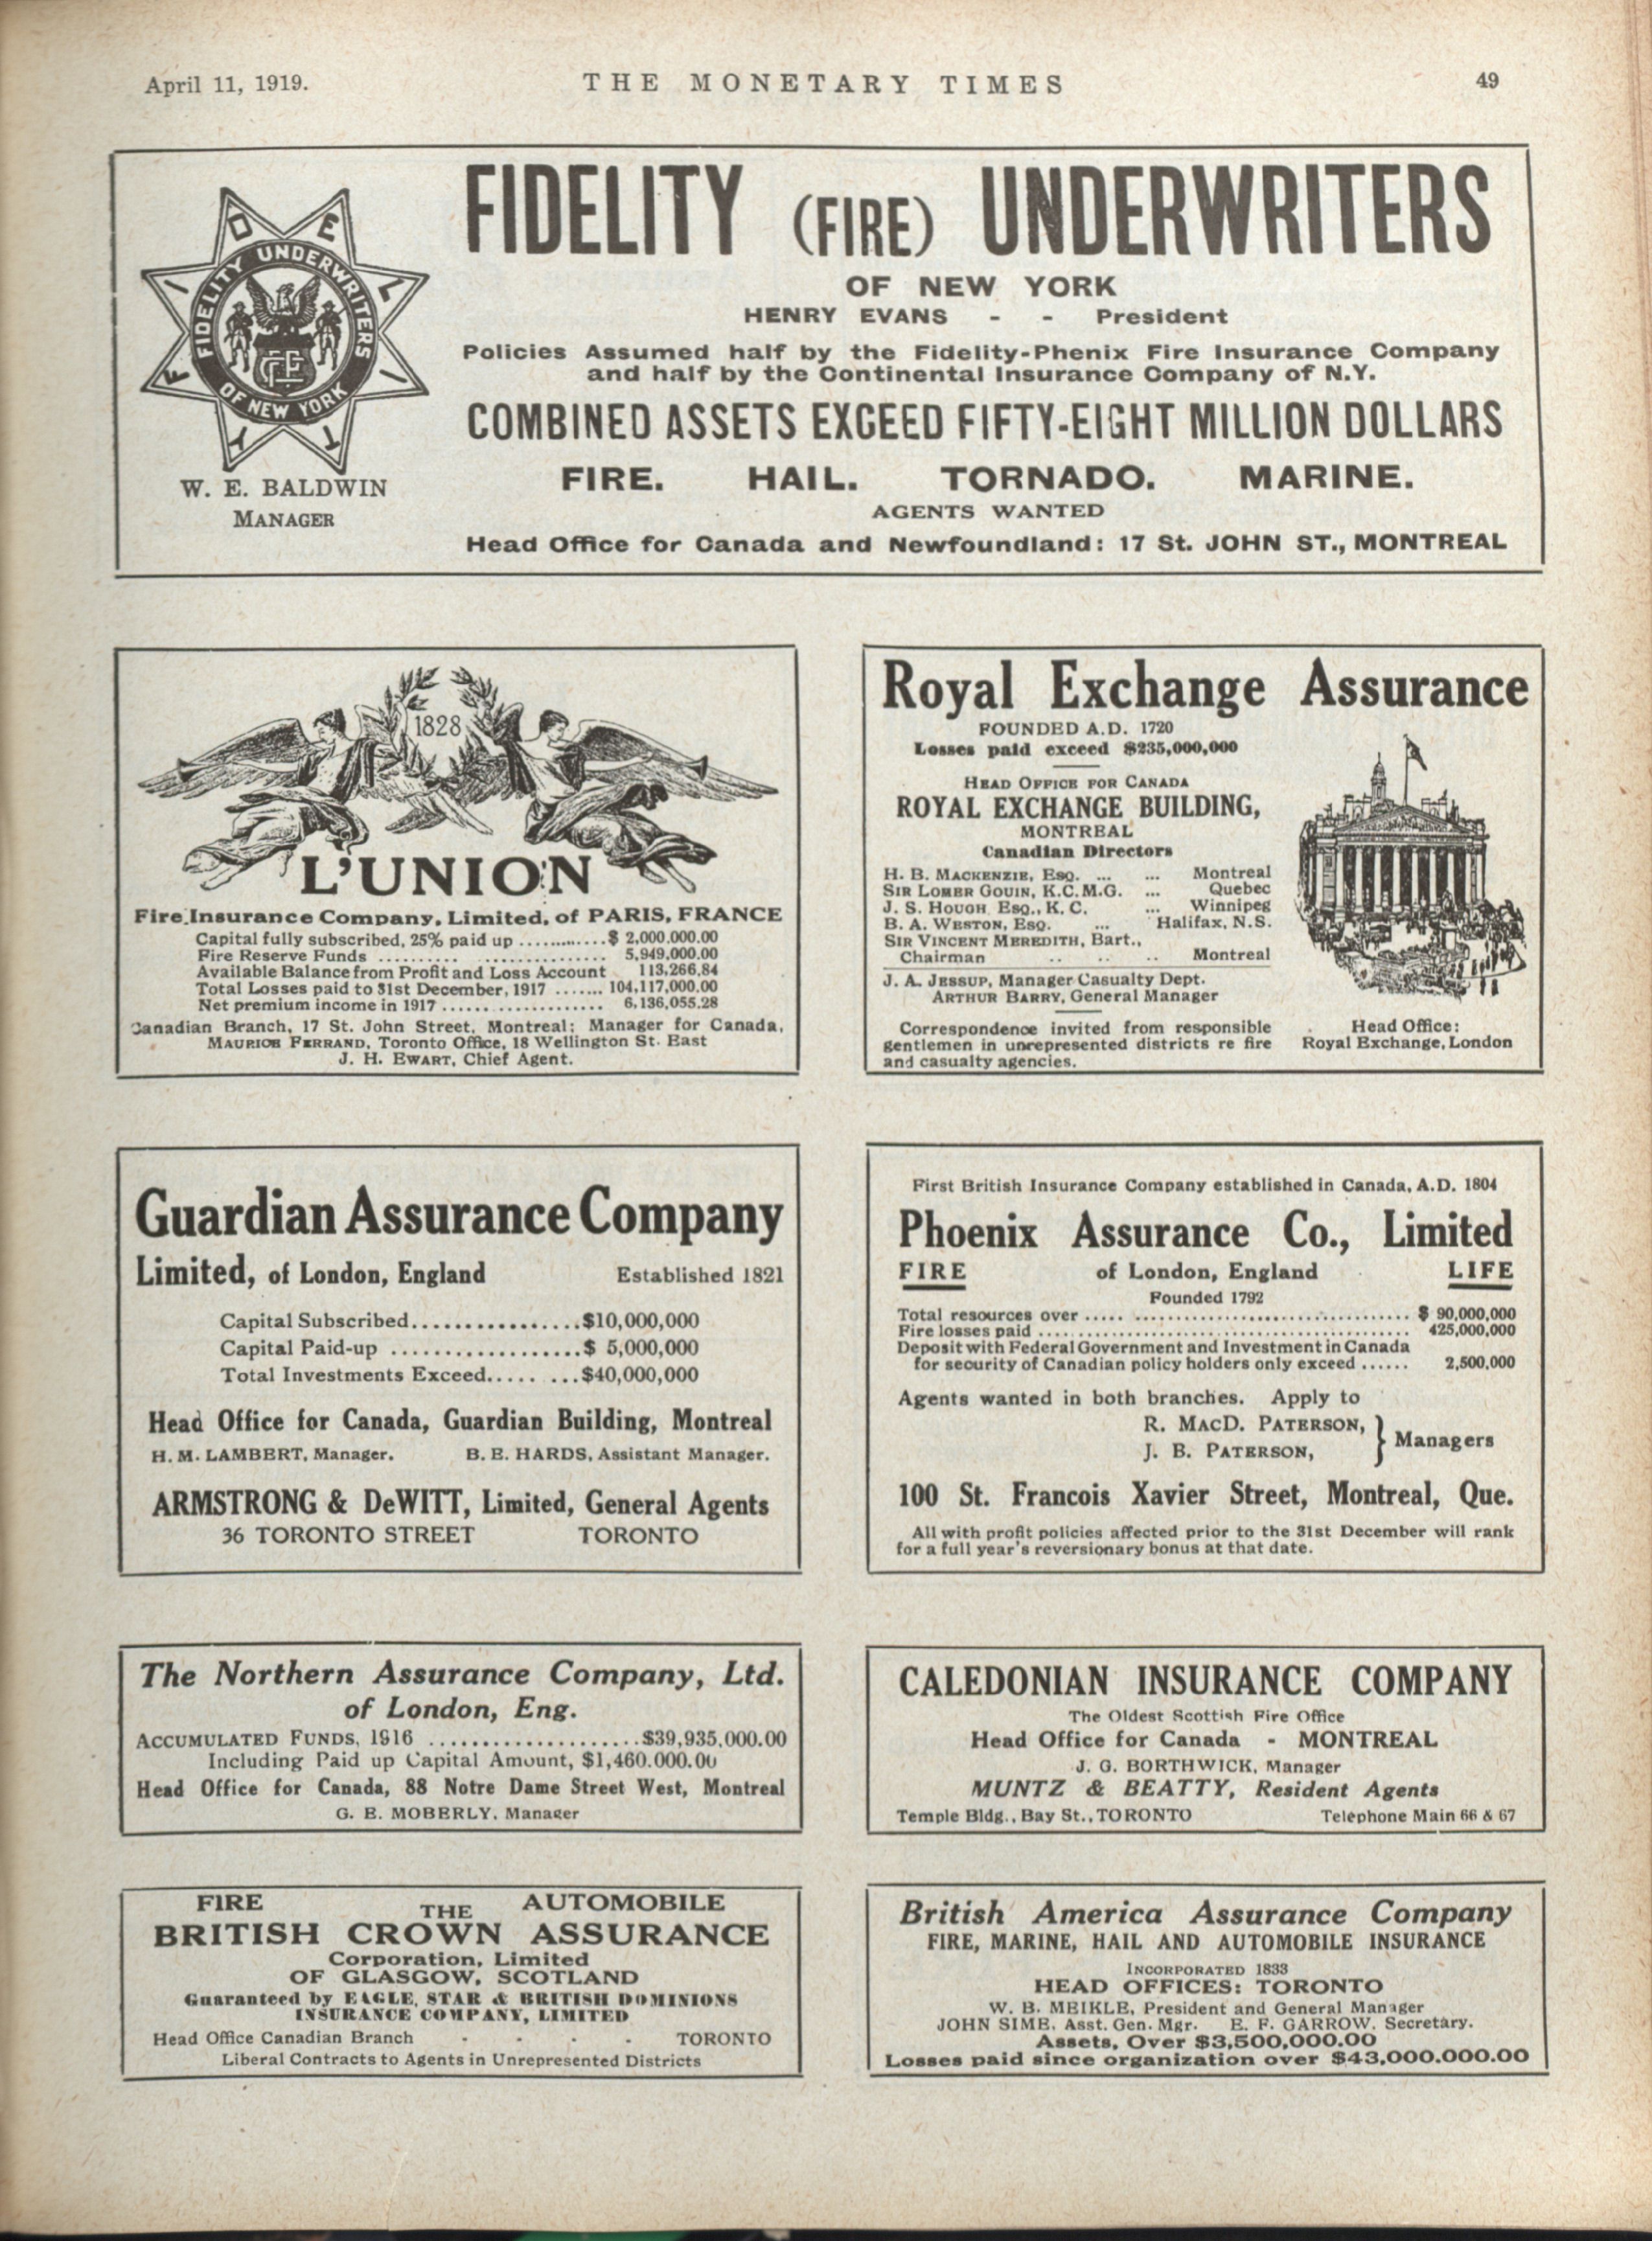 April 11, 1919.
THE MONETARY TIMES
49
FIDELITY
FIDELITY UNDERWRITERS
OF NEW YORK
W. E. BALDWIN
MANAGER
FIDELITY (FIRE) UNDERWRITERS
OF NEW YORK
HENRY EVANS - - President
Policies Assumed half by the Fidelity-Phenix Fire Insurance Company
and half by the Continental Insurance Company of N.Y.
COMBINED ASSETS EXCEED FIFTY-EIGHT MILLION DOLLARS
FIRE. HAIL. TORNADO. MARINE.
AGENTS WANTED
Head Office for Canada and Newfoundland: 17 St. JOHN ST., MONTREAL
1828
L'UNION
Fire Insurance Company, Limited, of PARIS, FRANCE
Capital fully subscribed, 25% paid up ............$ 2,000,000.00
Fire Reserve Funds .......... ............... 5,949,000.00
Available Balance from Profit and Loss Account 113,266.84
Total Losses paid to 31st December, 1917 ....... 104,117,000.00
Net premium income in 1917 ...................... 6,136,055.28
Canadian Branch, 17 St. John Street, Montreal; Manager for Canada,
MAURICE FERRAND, Toronto Office, 18 Wellington St. East
J. H. EWART, Chief Agent.
Royal Exchange Assurance
FOUNDED A.D. 1720
Losses paid exceed $235,000,000
HEAD OFFICE FOR CANADA
ROYAL EXCHANGE BUILDING,
MONTREAL
Canadian Directors
H. B. MACKENZIE, ESQ. ... ... Montreal
SIR LOMER GOUIN, K.C.M.G. ... Quebec
J. S. HOUGH ESQ., K. C. ... Winnipeg
B. A. WESTON, ESQ. ... Halifax, N.S.
SIR VINCENT MEREDITH, Bart.,
Chairman .. .. .. Montreal
J. A. JESSUP, Manager Casualty Dept.
ARTHUR BARRY, General Manager
Correspondence invited from responsible
gentlemen in unrepresented districts re fire
and casualty agencies.
Head Office:
Royal Exchange, London
Guardian Assurance Company
Limited, of London, England Established 1821
Capital Subscribed................$10,000,000
Capital Paid-up ..................$ 5,000,000
Total Investments Exceed..... ...$40,000,000
Head Office for Canada, Guardian Building, Montreal
H. M. LAMBERT, Manager. B. E. HARDS, Assistant Manager.
ARMSTRONG & DeWITT, Limited, General Agents
36 TORONTO STREET TORONTO
First British Insurance Company established in Canada, A.D. 1804
Phoenix Assurance Co., Limited
FIRE of London, England LIFE
Founded 1792
Total resources over ..... ................................. $ 90,000,000
Fire losses paid ........................................... 425,000,000
Deposit with Federal Government and Investment in Canada
for security of Canadian policy holders only exceed ...... 2,500,000
Agents wanted in both branches. Apply to
R. MACD. PATERSON,
J. B. PATERSON,
} Managers
100 St. Francois Xavier Street, Montreal, Que.
All with profit policies affected prior to the 31st December will rank
for a full year's reversionary bonus at that date.
The Northern Assurance Company, Ltd.
of London, Eng.
ACCUMULATED FUNDS, 1916 ....................$39,935,000.00
Including Paid up Capital Amount, $1,460,000.00
Head Office for Canada, 88 Notre Dame Street West, Montreal
G. E. MOBERLY, Manager
CALEDONIAN INSURANCE COMPANY
The Oldest Scottish Fire Office
Head Office for Canada - MONTREAL
J. G. BORTHWICK, Manager
MUNTZ & BEATTY, Resident Agents
Temple Bldg., Bay St., TORONTO Telephone Main 66 & 67
FIRE THE AUTOMOBILE
BRITISH CROWN ASSURANCE
Corporation, Limited
OF GLASGOW, SCOTLAND
Guaranteed by EAGLE, STAR & BRITISH DOMINIONS
INSURANCE COMPANY, LIMITED
Head Office Canadian Branch - - - - TORONTO
Liberal Contracts to Agents in Unrepresented Districts
British America Assurance Company
FIRE, MARINE, HAIL AND AUTOMOBILE INSURANCE
INCORPORATED 1833
HEAD OFFICES: TORONTO
W. B. MEIKLE, President and General Manager
JOHN SIME, Asst. Gen. Mgr. E. F. GARROW, Secretary.
Assets, Over $3,500,000.00
Losses paid since organization over $43,000,000.00